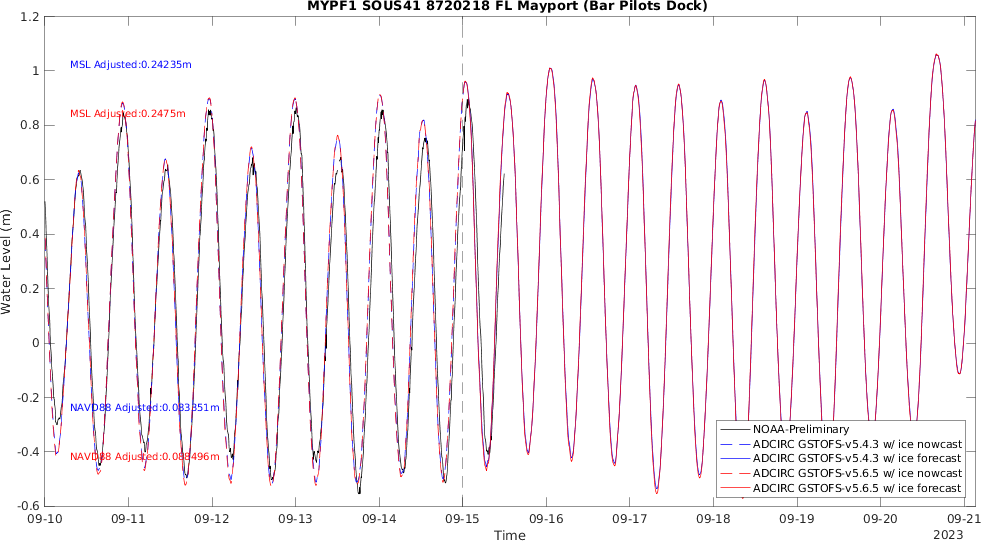 MYPF1 SOUS41 8720218 FL Mayport (Bar Pilots Dock)
1.2
1
0.8
0.6
0.4
0.2
0
-0.2
-0.4
-0.6
Water Level (m)
MSL Adjusted:0.24235m
MSL Adjusted:0.2475m
NAVD88 Adjusted:0.083351m
NAVD88 Adjusted:0.088496m
NOAA-Preliminary
ADCIRC GSTOFS-v5.4.3 w/ ice nowcast
ADCIRC GSTOFS-v5.4.3 w/ ice forecast
ADCIRC GSTOFS-v5.6.5 w/ ice nowcast
ADCIRC GSTOFS-v5.6.5 w/ ice forecast
09-10 09-11 09-12 09-13 09-14 09-15 09-16 09-17 09-18 09-19 09-20 09-21
Time
2023